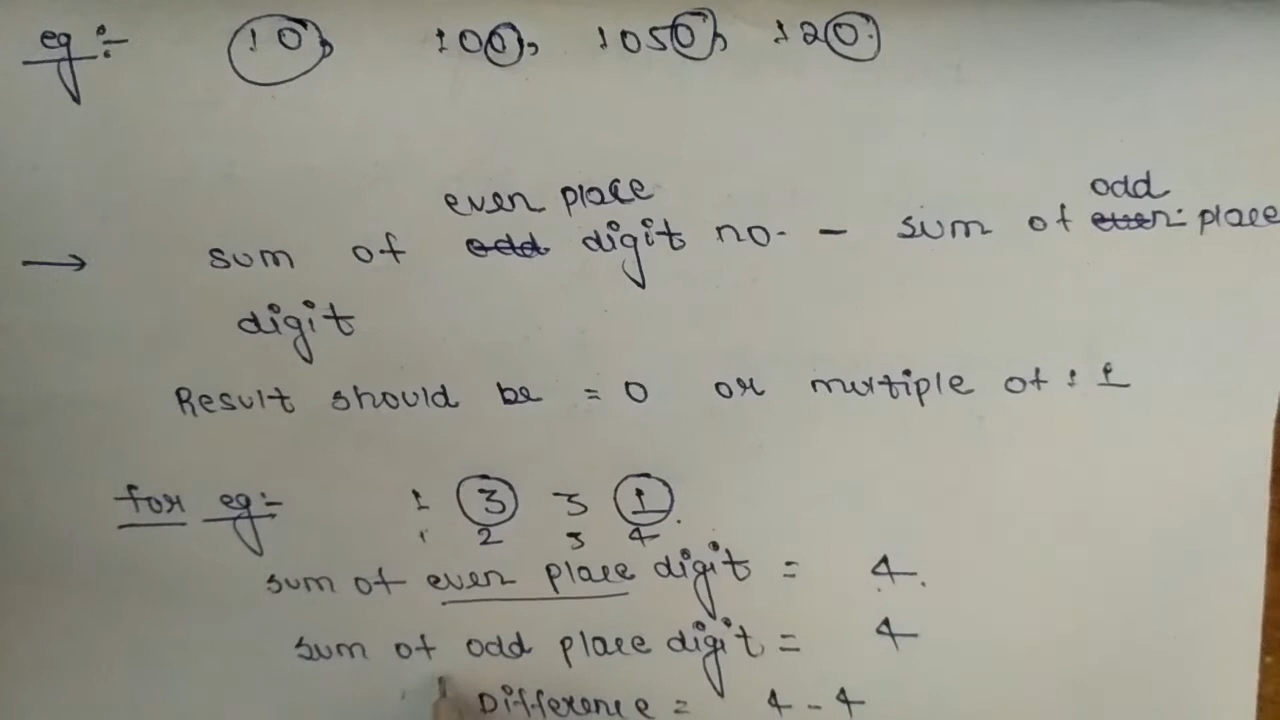 eg :- 10, 100, 1050, 120.
even place odd
→ sum of odd digit no. - sum of even place
digit
Result should be = 0 or multiple of 11
for eg :- 1 3 3 1.
1 2 3 4
sum of even place digit = 4.
sum of odd place digit = 4
Difference = 4 - 4